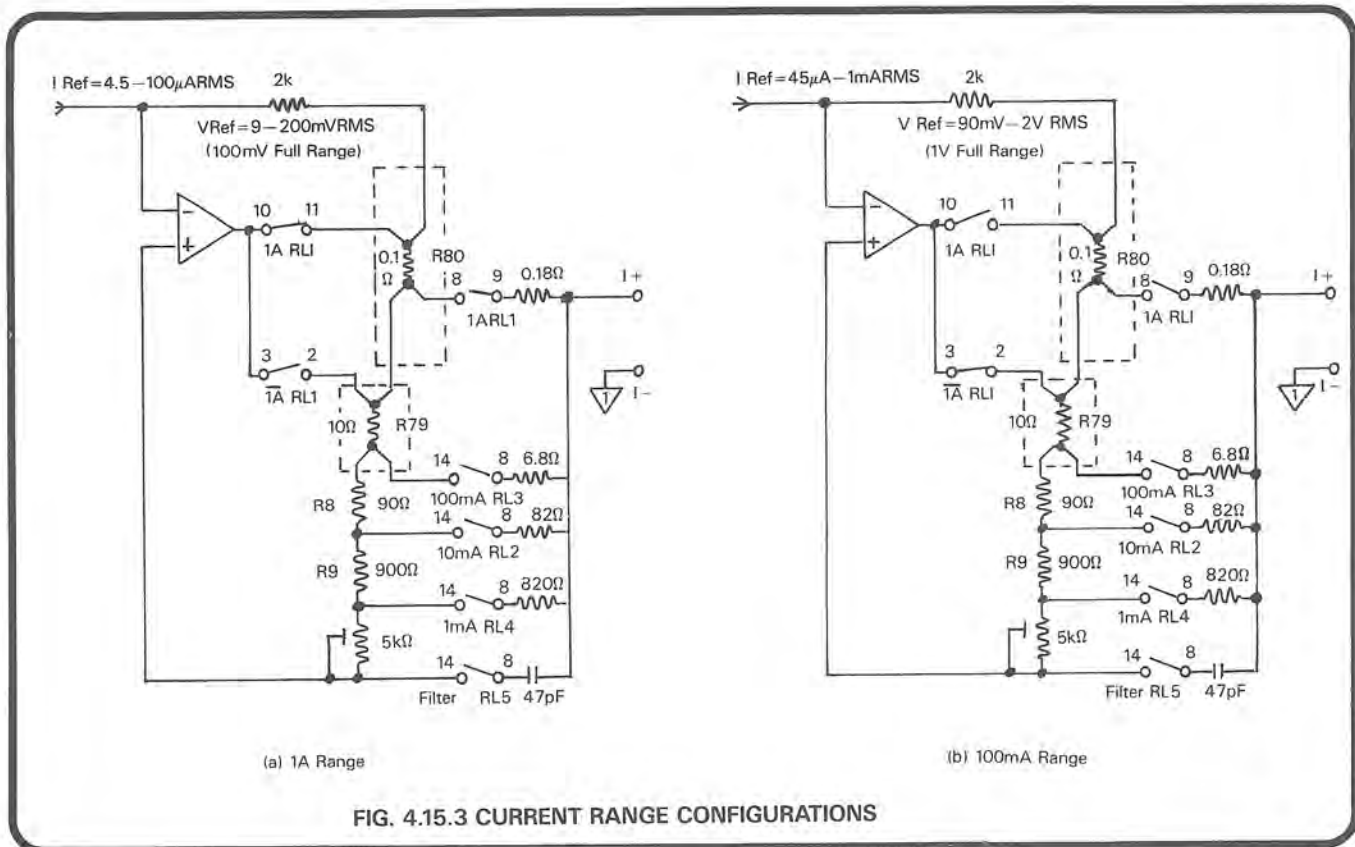 I Ref=4.5–100μARMS
2k
VRef=9–200mVRMS
(100mV Full Range)
−
+
10
11
1A RLI
0.1
Ω
R80
8
9
0.18Ω
1ARL1
I+
3
2
1̅A̅ RL1
1
I-
10Ω
R79
14
8
6.8Ω
100mA RL3
R8
90Ω
14
8
82Ω
10mA RL2
R9
900Ω
14
8
820Ω
1mA RL4
5kΩ
14
8
Filter
RL5
47pF
(a) 1A Range
I Ref=45μA–1mARMS
2k
V Ref=90mV–2V RMS
(1V Full Range)
−
+
10
11
1A RLI
0.1
Ω
R80
8
9
0.18Ω
1A RLI
I+
3
2
1̅A̅ RLI
1
I-
10Ω
R79
14
8
6.8Ω
100mA RL3
R8
90Ω
14
8
82Ω
10mA RL2
R9
900Ω
14
8
820Ω
1mA RL4
5kΩ
14
8
Filter RL5
47pF
(b) 100mA Range
FIG. 4.15.3 CURRENT RANGE CONFIGURATIONS